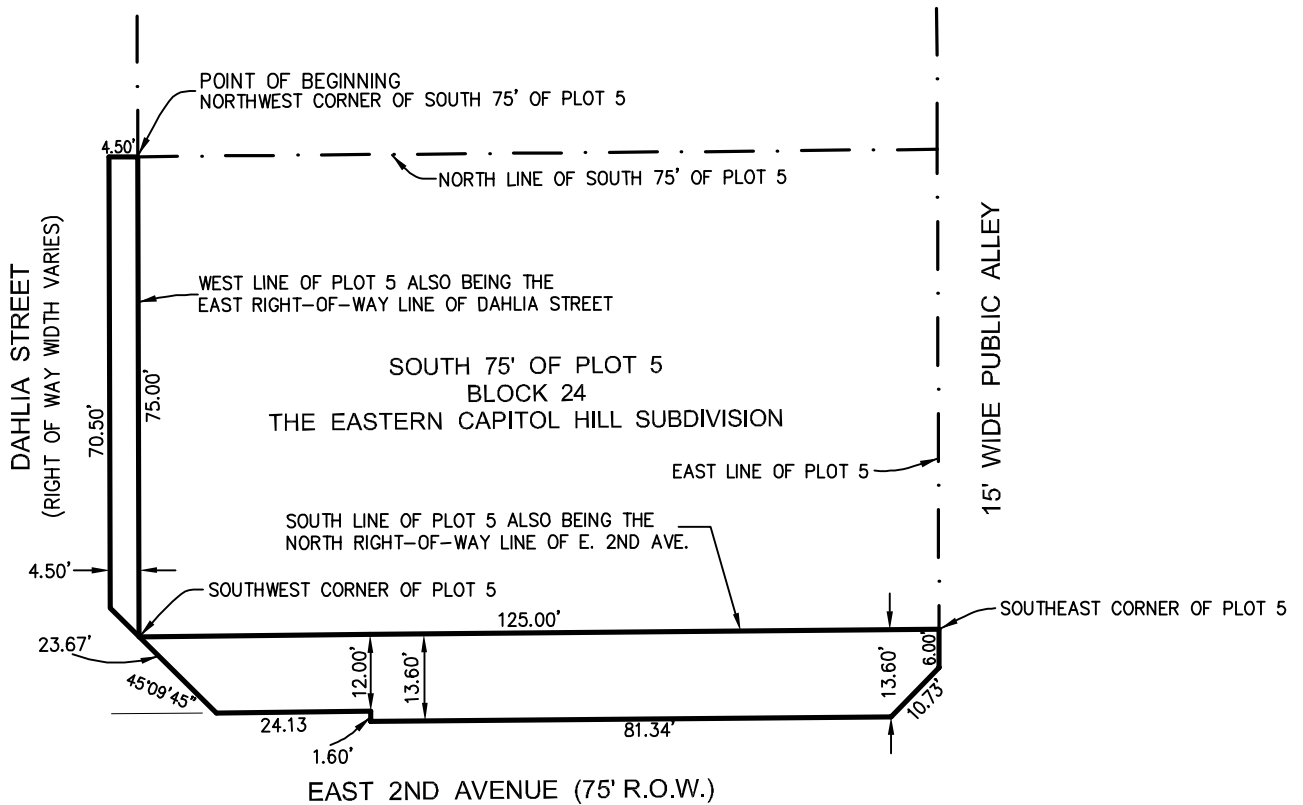 POINT OF BEGINNING
NORTHWEST CORNER OF SOUTH 75' OF PLOT 5
4.50'
NORTH LINE OF SOUTH 75' OF PLOT 5
DAHLIA STREET
(RIGHT OF WAY WIDTH VARIES)
15' WIDE PUBLIC ALLEY
WEST LINE OF PLOT 5 ALSO BEING THE
EAST RIGHT-OF-WAY LINE OF DAHLIA STREET
70.50'
75.00'
SOUTH 75' OF PLOT 5
BLOCK 24
THE EASTERN CAPITOL HILL SUBDIVISION
EAST LINE OF PLOT 5
SOUTH LINE OF PLOT 5 ALSO BEING THE
NORTH RIGHT-OF-WAY LINE OF E. 2ND AVE.
4.50'
SOUTHWEST CORNER OF PLOT 5
125.00'
SOUTHEAST CORNER OF PLOT 5
23.67'
45°09'45"
12.00'
13.60'
13.60'
6.00'
10.73'
24.13
81.34'
1.60'
EAST 2ND AVENUE (75' R.O.W.)